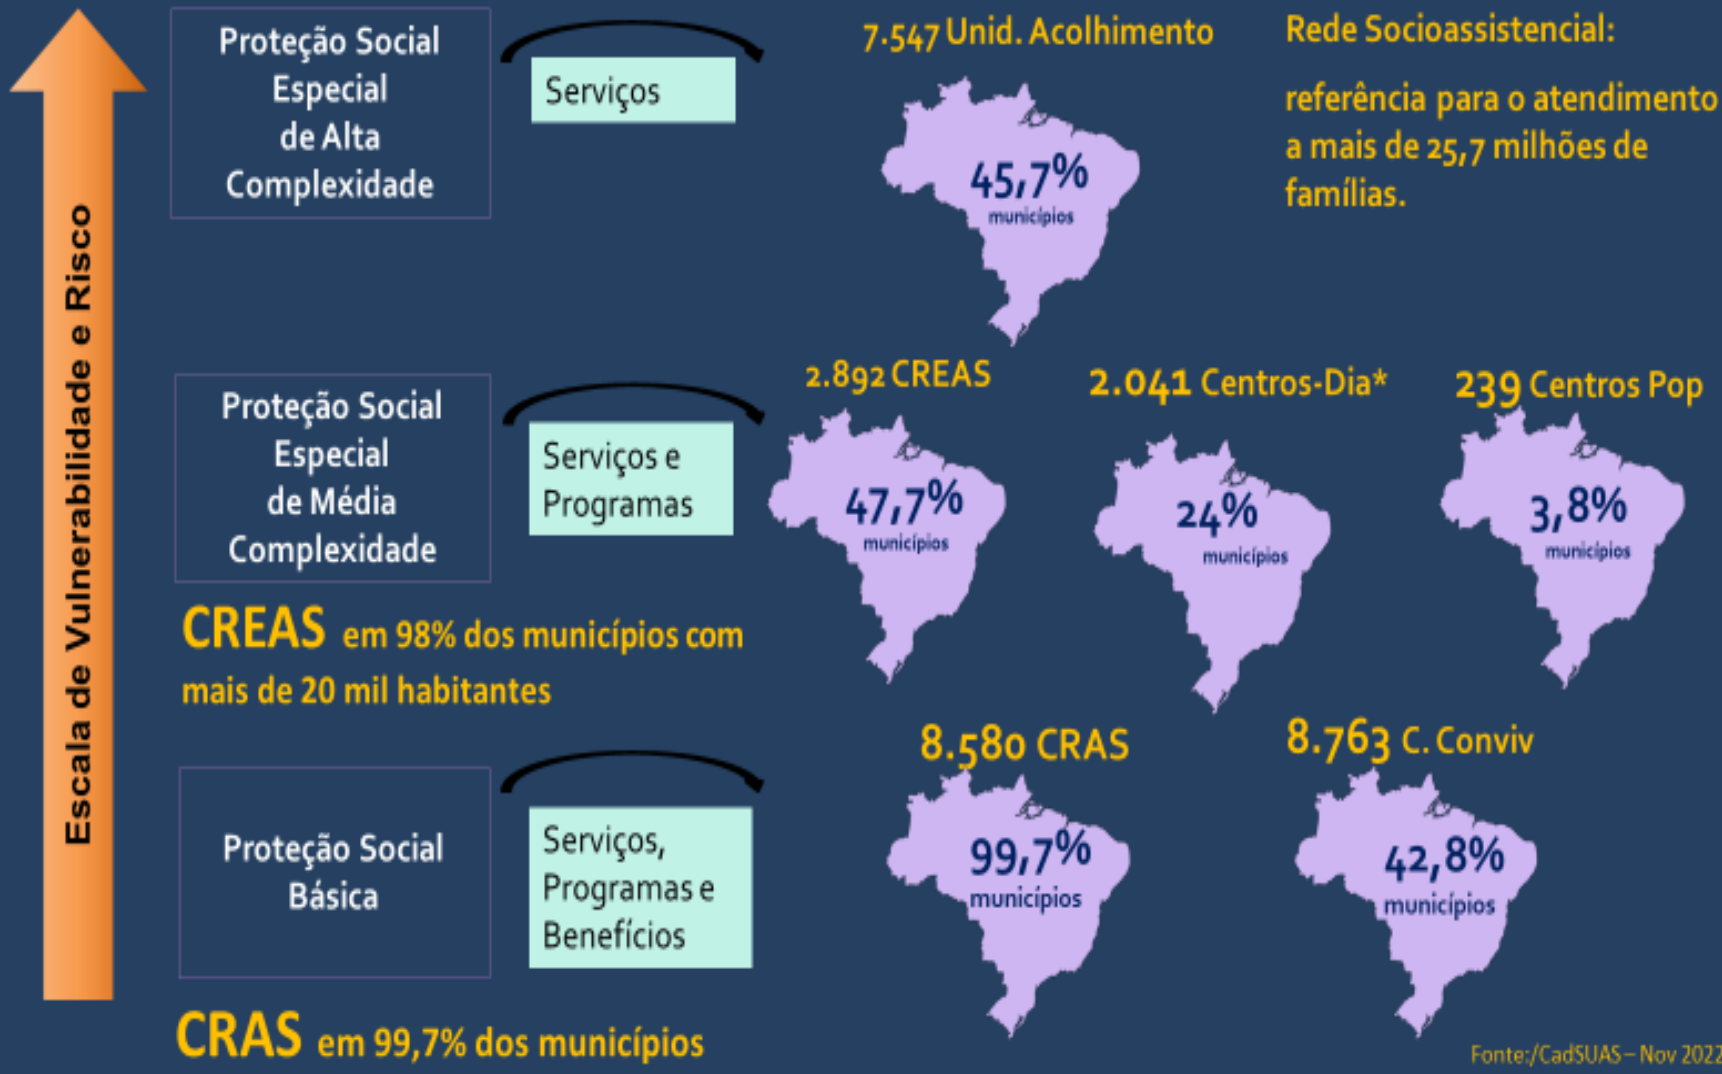 Escala de Vulnerabilidade e Risco
Proteção Social
Especial
de Alta
Complexidade
Serviços
7.547 Unid. Acolhimento
45,7%
municípios
Rede Socioassistencial:
referência para o atendimento
a mais de 25,7 milhões de
famílias.
Proteção Social
Especial
de Média
Complexidade
Serviços e
Programas
2.892 CREAS
47,7%
municípios
2.041 Centros-Dia*
24%
municípios
239 Centros Pop
3,8%
municípios
CREAS em 98% dos municípios com
mais de 20 mil habitantes
Proteção Social
Básica
Serviços,
Programas e
Benefícios
8.580 CRAS
99,7%
municípios
8.763 C. Conviv
42,8%
municípios
CRAS em 99,7% dos municípios
Fonte:/CadSUAS – Nov 2022